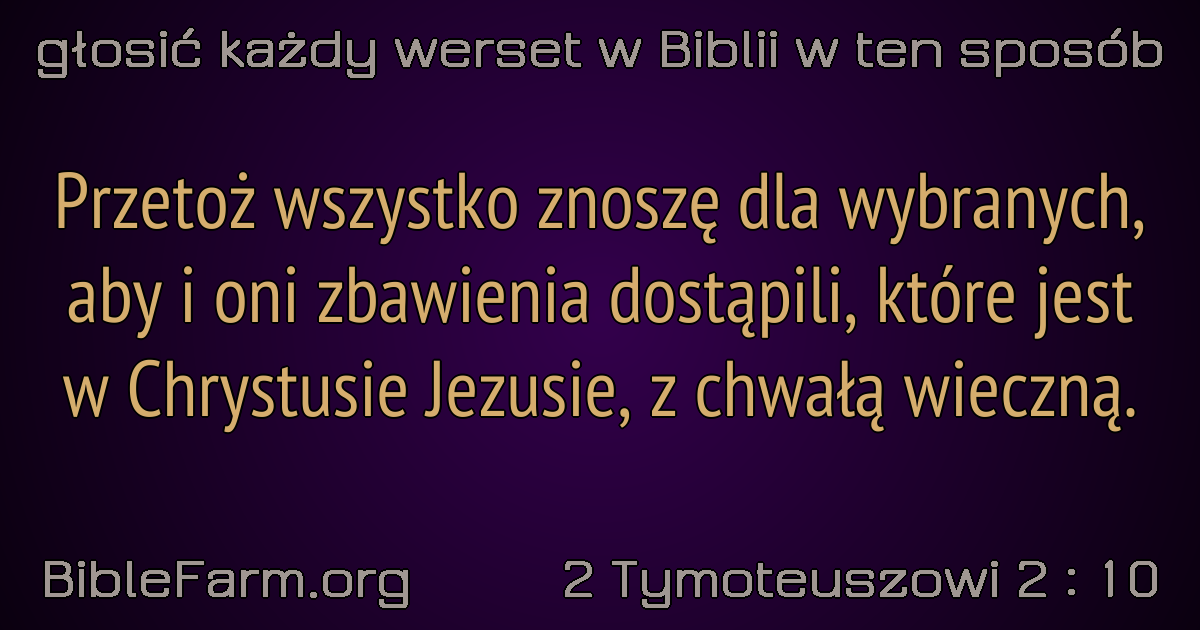 głosić każdy werset w Biblii w ten sposób
Przetoż wszystko znoszę dla wybranych,
aby i oni zbawienia dostąpili, które jest
w Chrystusie Jezusie, z chwałą wieczną.
BibleFarm.org
2 Tymoteuszowi 2 : 10